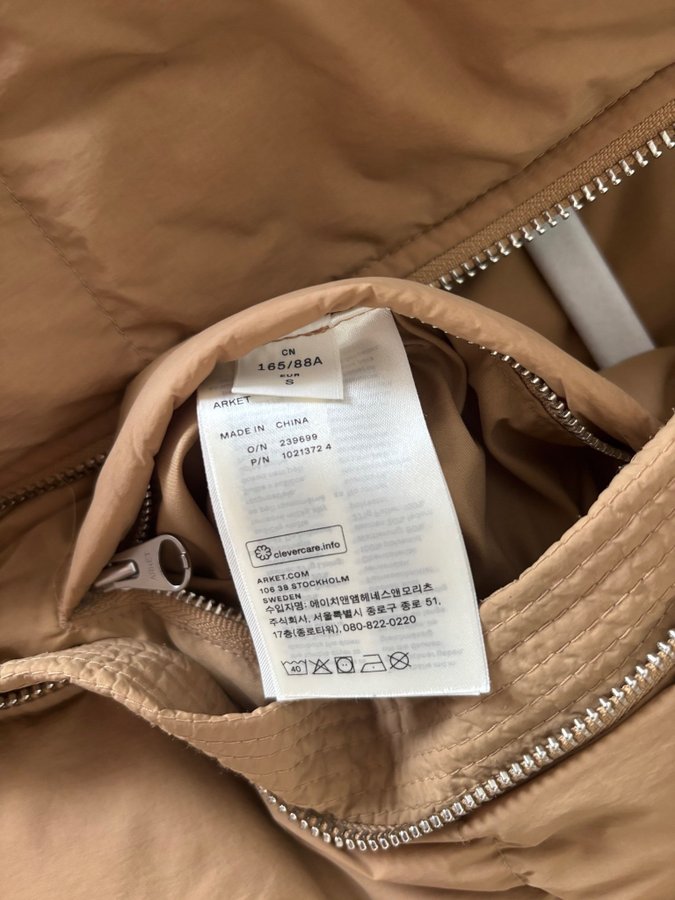 CN
165/88A
EUR
S
ARKET
MADE IN CHINA
O/N 239699
P/N 1021372 4
clevercare.info
ARKET.COM
106 38 STOCKHOLM
SWEDEN
수입자명: 에이치앤엠헤네스앤모리츠
주식회사, 서울특별시 종로구 종로 51,
17층(종로타워), 080-822-0220
40